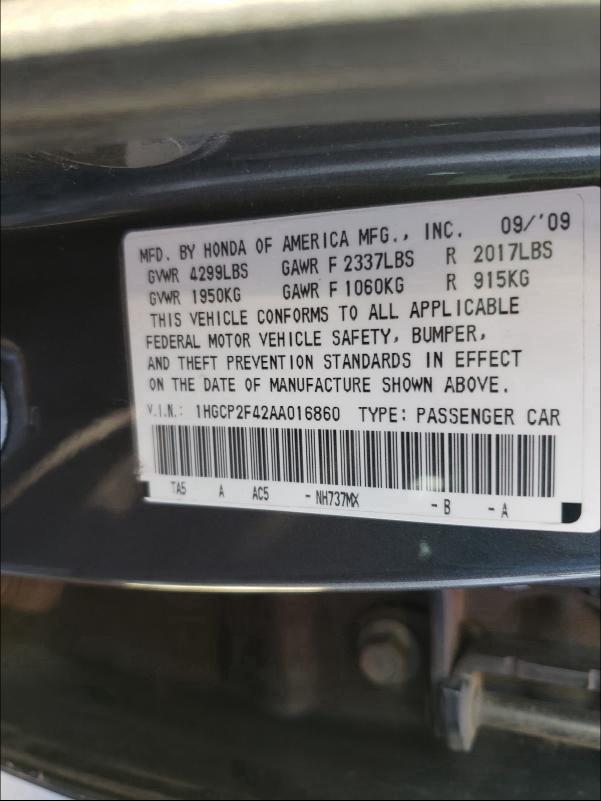 MFD. BY HONDA OF AMERICA MFG., INC. 09/'09
GVWR 4299LBS GAWR F 2337LBS R 2017LBS
GVWR 1950KG GAWR F 1060KG R 915KG
THIS VEHICLE CONFORMS TO ALL APPLICABLE
FEDERAL MOTOR VEHICLE SAFETY, BUMPER,
AND THEFT PREVENTION STANDARDS IN EFFECT
ON THE DATE OF MANUFACTURE SHOWN ABOVE.
V.I.N.: 1HGCP2F42AA016860 TYPE: PASSENGER CAR
TA5 A AC5 - NH737MX - B - A